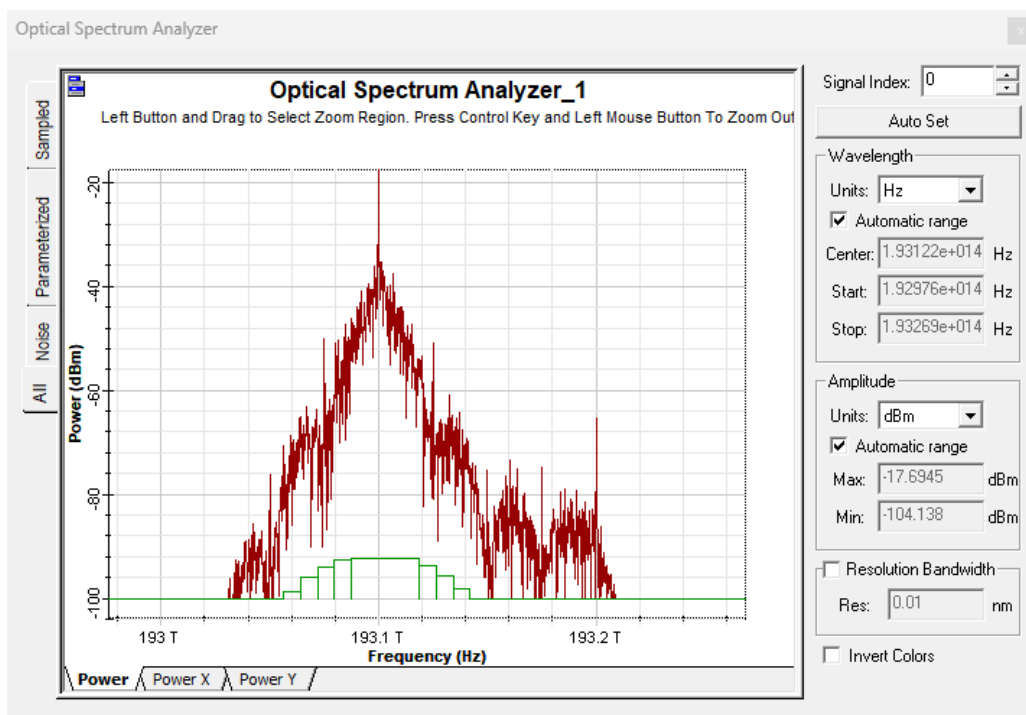 Optical Spectrum Analyzer
x
Optical Spectrum Analyzer_1
Left Button and Drag to Select Zoom Region. Press Control Key and Left Mouse Button To Zoom Out
Sampled
Parameterized
Noise
All
Power (dBm)
-20
-40
-60
-80
-100
193 T
193.1 T
193.2 T
Frequency (Hz)
Power
Power X
Power Y
Signal Index: 0
Auto Set
Wavelength
Units: Hz
Automatic range
Center: 1.93122e+014 Hz
Start: 1.92976e+014 Hz
Stop: 1.93269e+014 Hz
Amplitude
Units: dBm
Automatic range
Max: -17.6945 dBm
Min: -104.138 dBm
Resolution Bandwidth
Res: 0.01 nm
Invert Colors